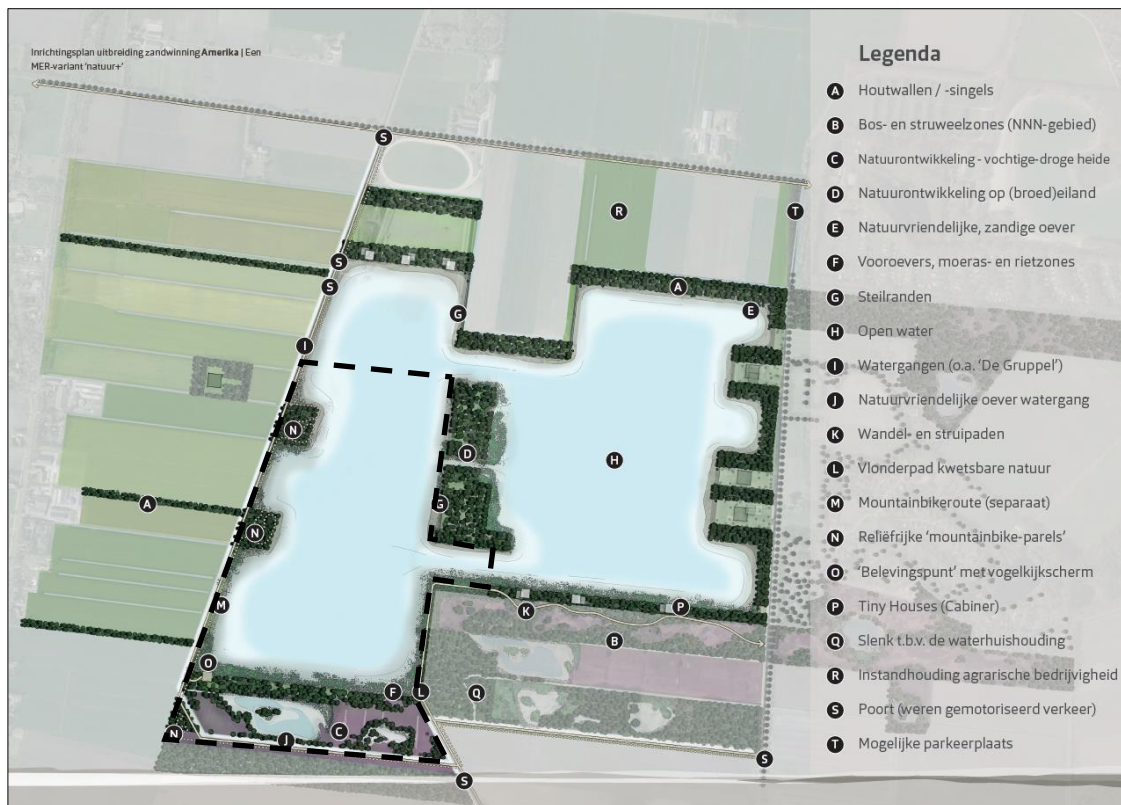 Inrichtingsplan uitbreiding zandwinning Amerika | Een
MER-variant 'natuur+'
Legenda
A Houtwallen / -singels
B Bos- en struweelzones (NNN-gebied)
C Natuurontwikkeling - vochtige-droge heide
D Natuurontwikkeling op (broed)eiland
E Natuurvriendelijke, zandige oever
F Vooroevers, moeras- en rietzones
G Steilranden
H Open water
I Watergangen (o.a. 'De Gruppel')
J Natuurvriendelijke oever watergang
K Wandel- en struipaden
L Vlonderpad kwetsbare natuur
M Mountainbikeroute (separaat)
N Reliëfrijke 'mountainbike-parels'
O 'Belevingspunt' met vogelkijkscherm
P Tiny Houses (Cabiner)
Q Slenk t.b.v. de waterhuishouding
R Instandhouding agrarische bedrijvigheid
S Poort (weren gemotoriseerd verkeer)
T Mogelijke parkeerplaats
S
R
T
S
S
A
E
G
I
N
D
H
A
G
N
M
K
P
B
O
F
L
Q
N
J
C
S
S